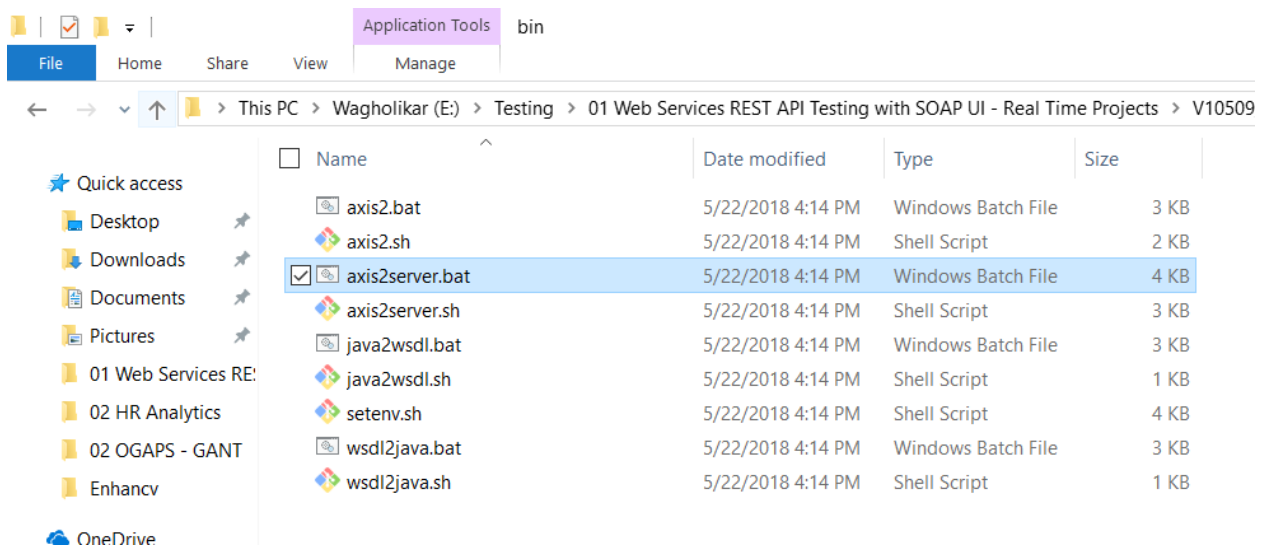 Application Tools bin
File Home Share View Manage
This PC > Wagholikar (E:) > Testing > 01 Web Services REST API Testing with SOAP UI - Real Time Projects > V10509
Name Date modified Type Size
Quick access
Desktop
Downloads
Documents
Pictures
01 Web Services RE
02 HR Analytics
02 OGAPS - GANT
Enhancv
OneDrive
axis2.bat 5/22/2018 4:14 PM Windows Batch File 3 KB
axis2.sh 5/22/2018 4:14 PM Shell Script 2 KB
axis2server.bat 5/22/2018 4:14 PM Windows Batch File 4 KB
axis2server.sh 5/22/2018 4:14 PM Shell Script 3 KB
java2wsdl.bat 5/22/2018 4:14 PM Windows Batch File 3 KB
java2wsdl.sh 5/22/2018 4:14 PM Shell Script 1 KB
setenv.sh 5/22/2018 4:14 PM Shell Script 4 KB
wsdl2java.bat 5/22/2018 4:14 PM Windows Batch File 3 KB
wsdl2java.sh 5/22/2018 4:14 PM Shell Script 1 KB